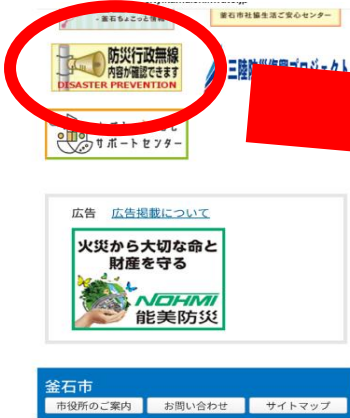 - 釜石ちょこっと情報
釜石市社協生活ご安心センター
防災行政無線
内容が確認できます
DISASTER PREVENTION
三陸防災復興プロジェクト
サポートセンター
広告 広告掲載について
火災から大切な命と
財産を守る
NOHMI
能美防災
釜石市
市役所のご案内 お問い合わせ サイトマップ